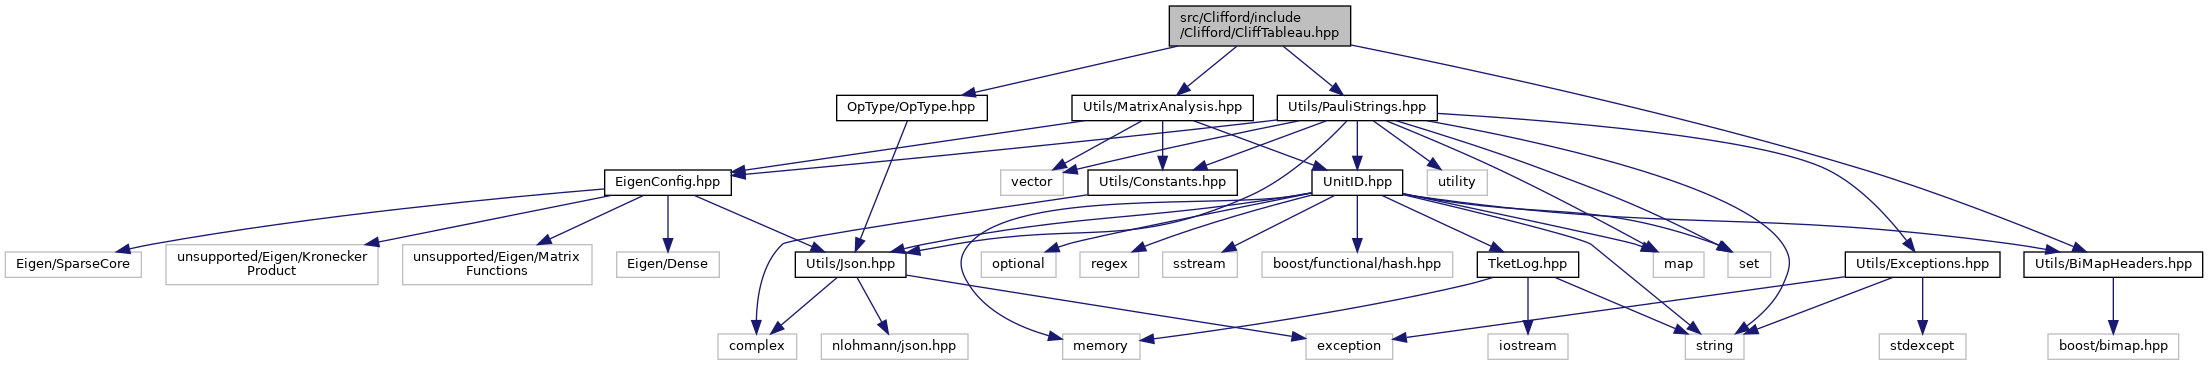 src/Clifford/include
/Clifford/CliffTableau.hpp
OpType/OpType.hpp
Utils/MatrixAnalysis.hpp
Utils/PauliStrings.hpp
EigenConfig.hpp
vector
Utils/Constants.hpp
UnitID.hpp
utility
Eigen/SparseCore
unsupported/Eigen/Kronecker
Product
unsupported/Eigen/Matrix
Functions
Eigen/Dense
Utils/Json.hpp
optional
regex
sstream
boost/functional/hash.hpp
TketLog.hpp
map
set
Utils/Exceptions.hpp
Utils/BiMapHeaders.hpp
complex
nlohmann/json.hpp
memory
exception
iostream
string
stdexcept
boost/bimap.hpp